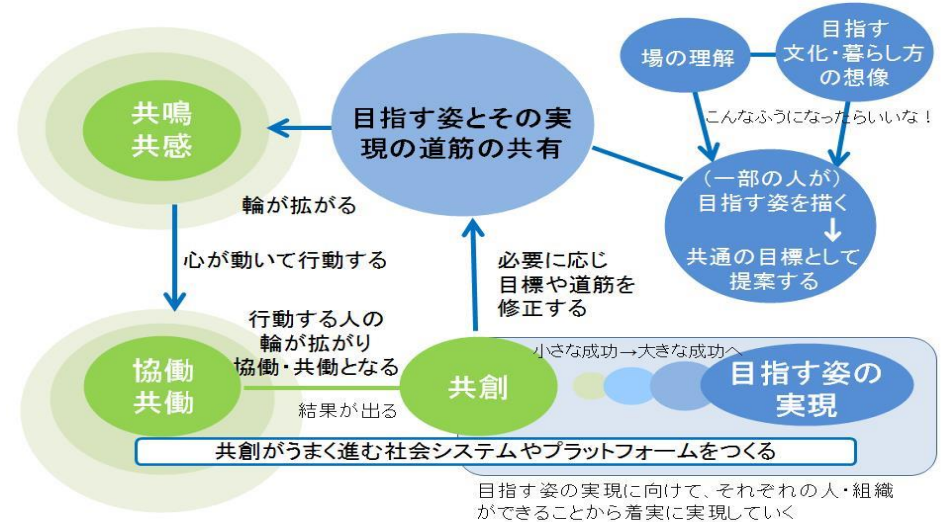 場の理解
目指す
文化・暮らし方
の想像
こんなふうになったらいいな！
（一部の人が）
目指す姿を描く
↓
共通の目標として
提案する
目指す姿とその実
現の道筋の共有
共鳴
共感
輪が拡がる
心が動いて行動する
協働
共働
行動する人の
輪が拡がり
協働・共働となる
結果が出る
共創
必要に応じ
目標や道筋を
修正する
小さな成功→大きな成功へ
目指す姿の
実現
共創がうまく進む社会システムやプラットフォームをつくる
目指す姿の実現に向けて、それぞれの人・組織
ができることから着実に実現していく